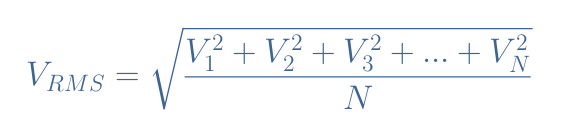 V_{RMS} = \sqrt{\frac{V_1^2 + V_2^2 + V_3^2 + ... + V_N^2}{N}}